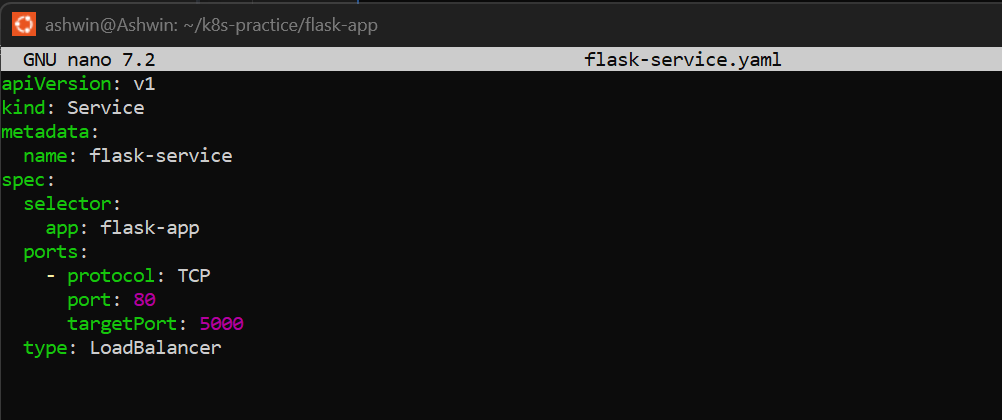 ashwin@Ashwin: ~/k8s-practice/flask-app
GNU nano 7.2 flask-service.yaml
apiVersion: v1
kind: Service
metadata:
  name: flask-service
spec:
  selector:
    app: flask-app
  ports:
    - protocol: TCP
      port: 80
      targetPort: 5000
  type: LoadBalancer